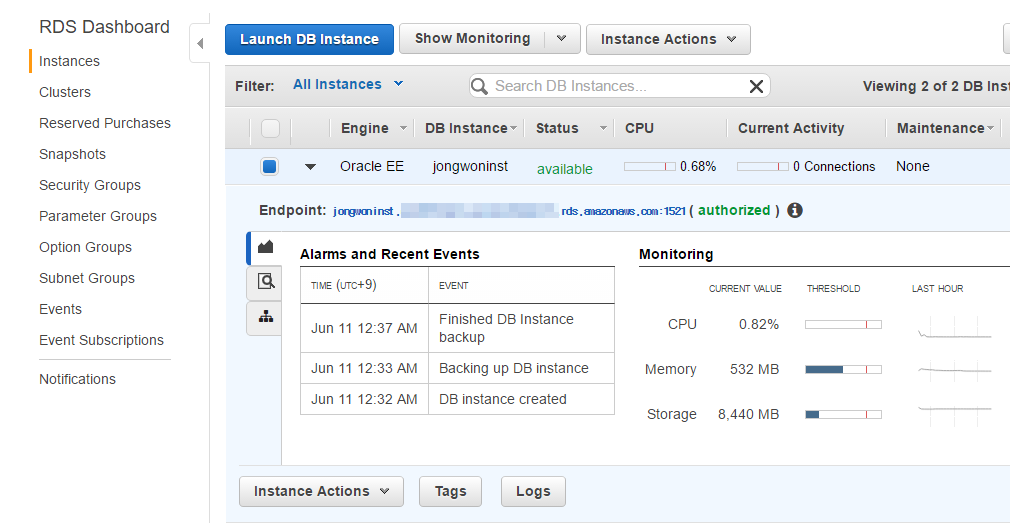 RDS Dashboard
Instances
Clusters
Reserved Purchases
Snapshots
Security Groups
Parameter Groups
Option Groups
Subnet Groups
Events
Event Subscriptions
Notifications
Launch DB Instance Show Monitoring Instance Actions
Filter: All Instances Search DB Instances... Viewing 2 of 2 DB Inst
Engine DB Instance Status CPU Current Activity Maintenance
Oracle EE jongwoninst available 0.68% 0 Connections None
Endpoint: jongwoninst. rds.amazonaws.com:1521 ( authorized )
Alarms and Recent Events
TIME (UTC+9) EVENT
Jun 11 12:37 AM Finished DB Instance
backup
Jun 11 12:33 AM Backing up DB instance
Jun 11 12:32 AM DB instance created
Monitoring
CURRENT VALUE THRESHOLD LAST HOUR
CPU 0.82%
Memory 532 MB
Storage 8,440 MB
Instance Actions Tags Logs